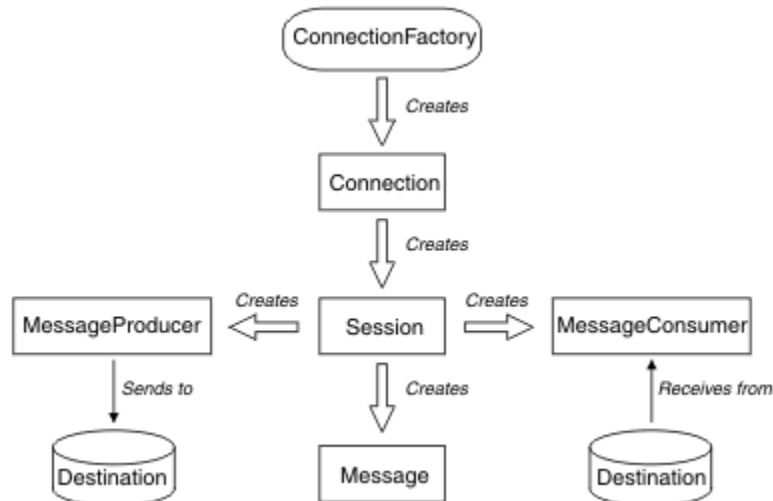 ConnectionFactory
Creates
Connection
Creates
Creates
Creates
MessageProducer
Session
MessageConsumer
Sends to
Creates
Receives from
Destination
Message
Destination